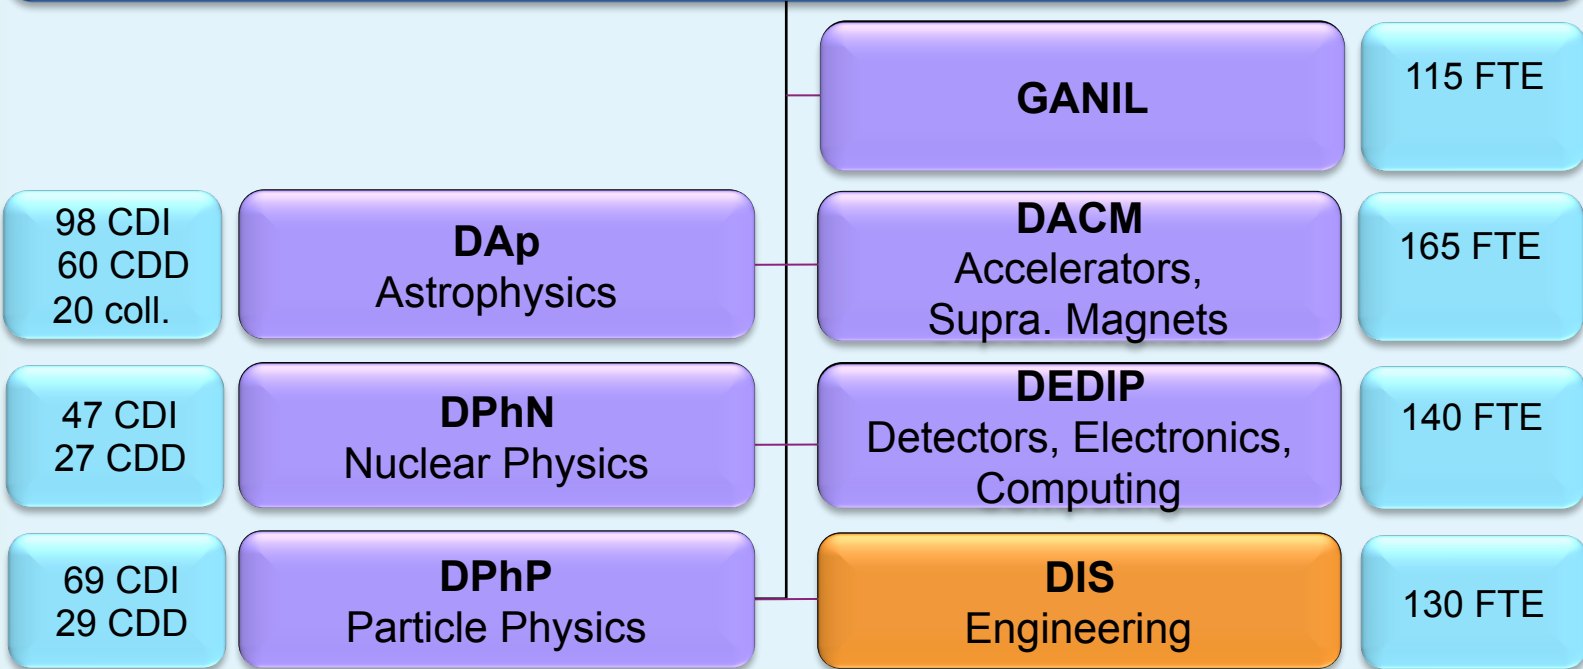 GANIL
115 FTE
98 CDI
60 CDD
20 coll.
DAp
Astrophysics
DACM
Accelerators,
Supra. Magnets
165 FTE
47 CDI
27 CDD
DPhN
Nuclear Physics
DEDIP
Detectors, Electronics,
Computing
140 FTE
69 CDI
29 CDD
DPhP
Particle Physics
DIS
Engineering
130 FTE